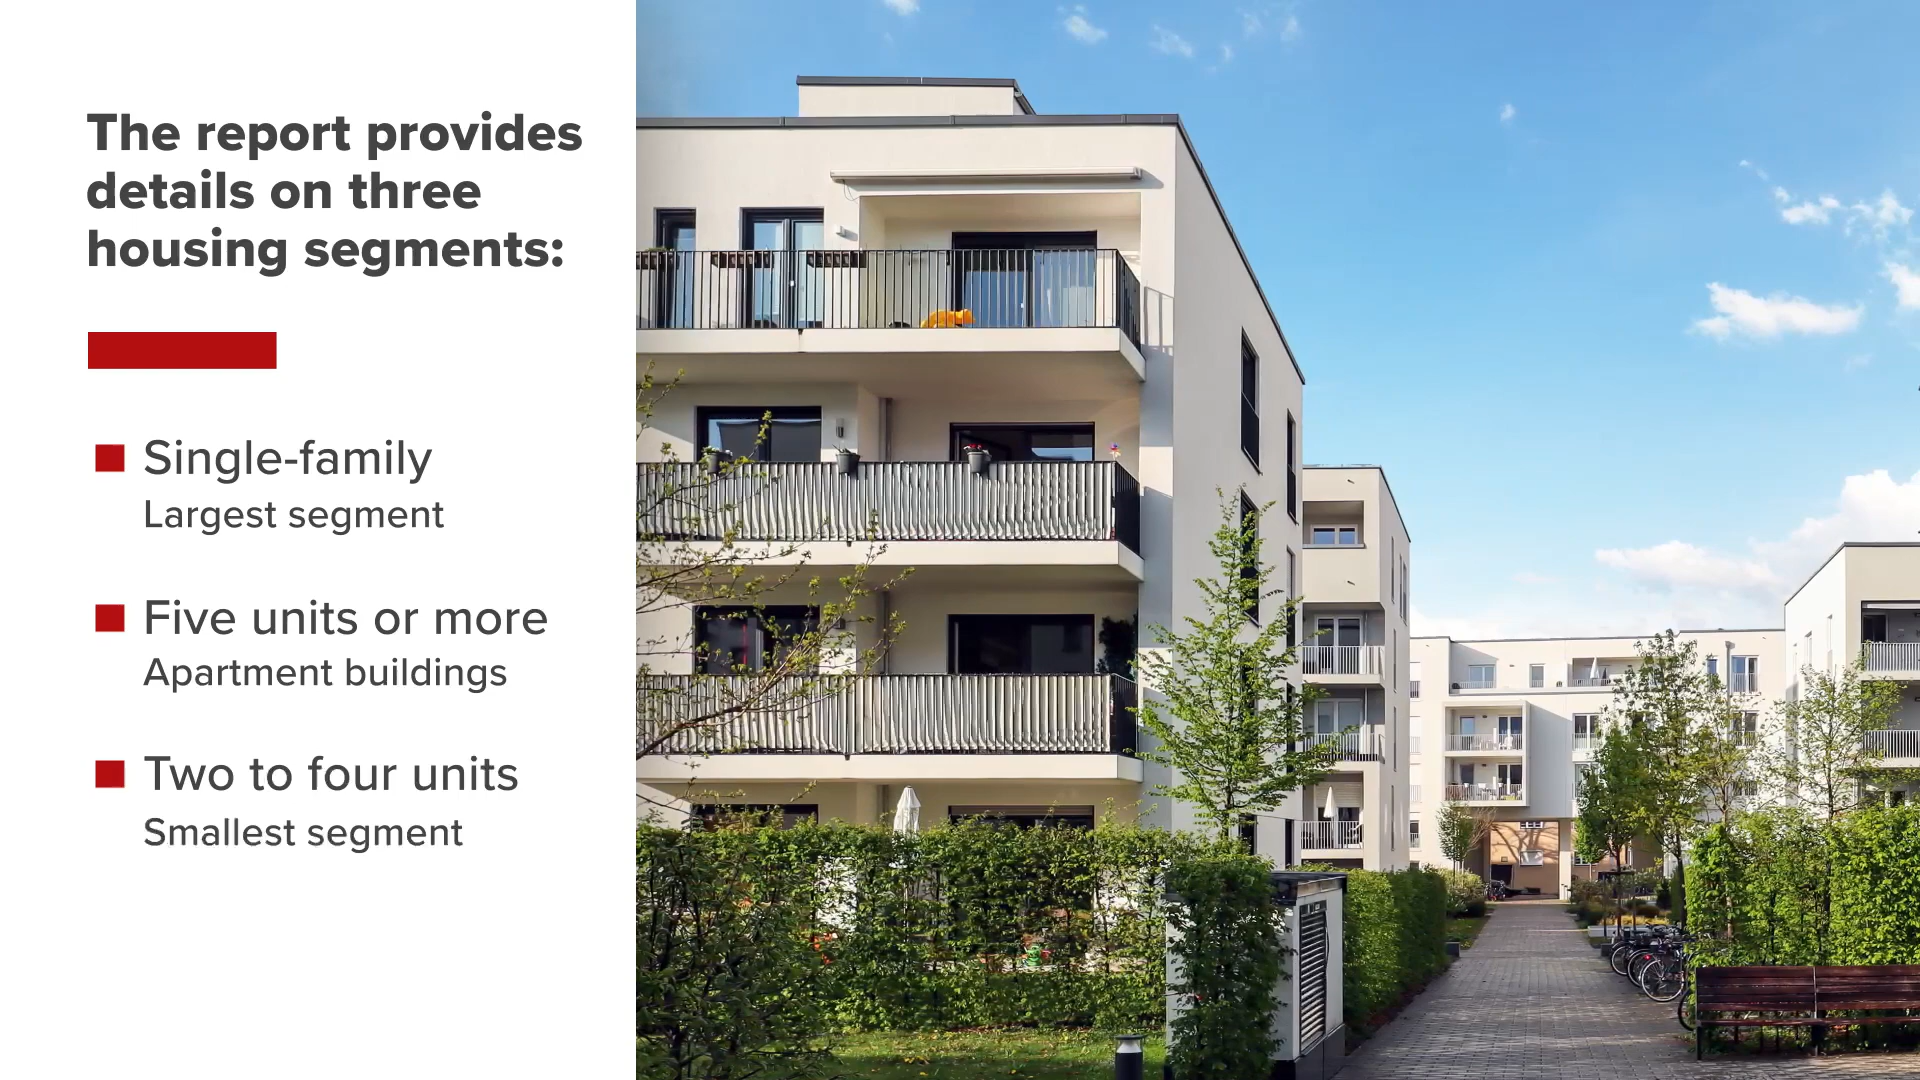 The report provides
details on three
housing segments:
Single-family
Largest segment
Five units or more
Apartment buildings
Two to four units
Smallest segment